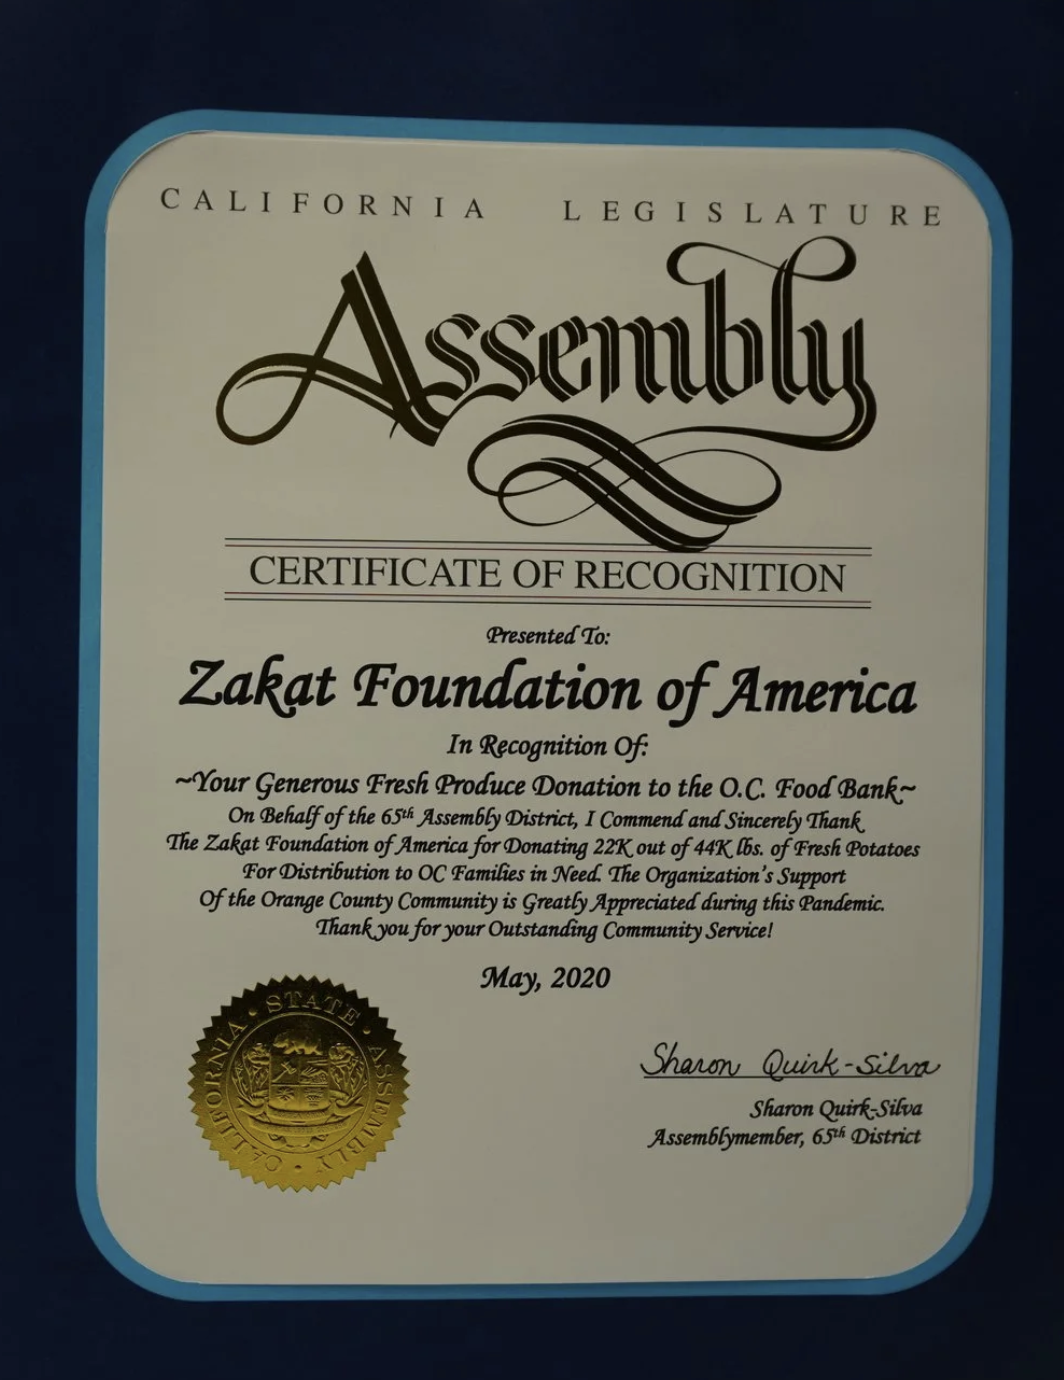 CALIFORNIA LEGISLATURE
Assembly
CERTIFICATE OF RECOGNITION
Presented To:
Zakat Foundation of America
In Recognition Of:
~Your Generous Fresh Produce Donation to the O.C. Food Bank~
On Behalf of the 65th Assembly District, I Commend and Sincerely Thank
The Zakat Foundation of America for Donating 22K out of 44K lbs. of Fresh Potatoes
For Distribution to OC Families in Need. The Organization's Support
Of the Orange County Community is Greatly Appreciated during this Pandemic.
Thank you for your Outstanding Community Service!
May, 2020
CALIFORNIA · STATE · ASSEMBLY
Sharon Quirk-Silva
Sharon Quirk-Silva
Assemblymember, 65th District